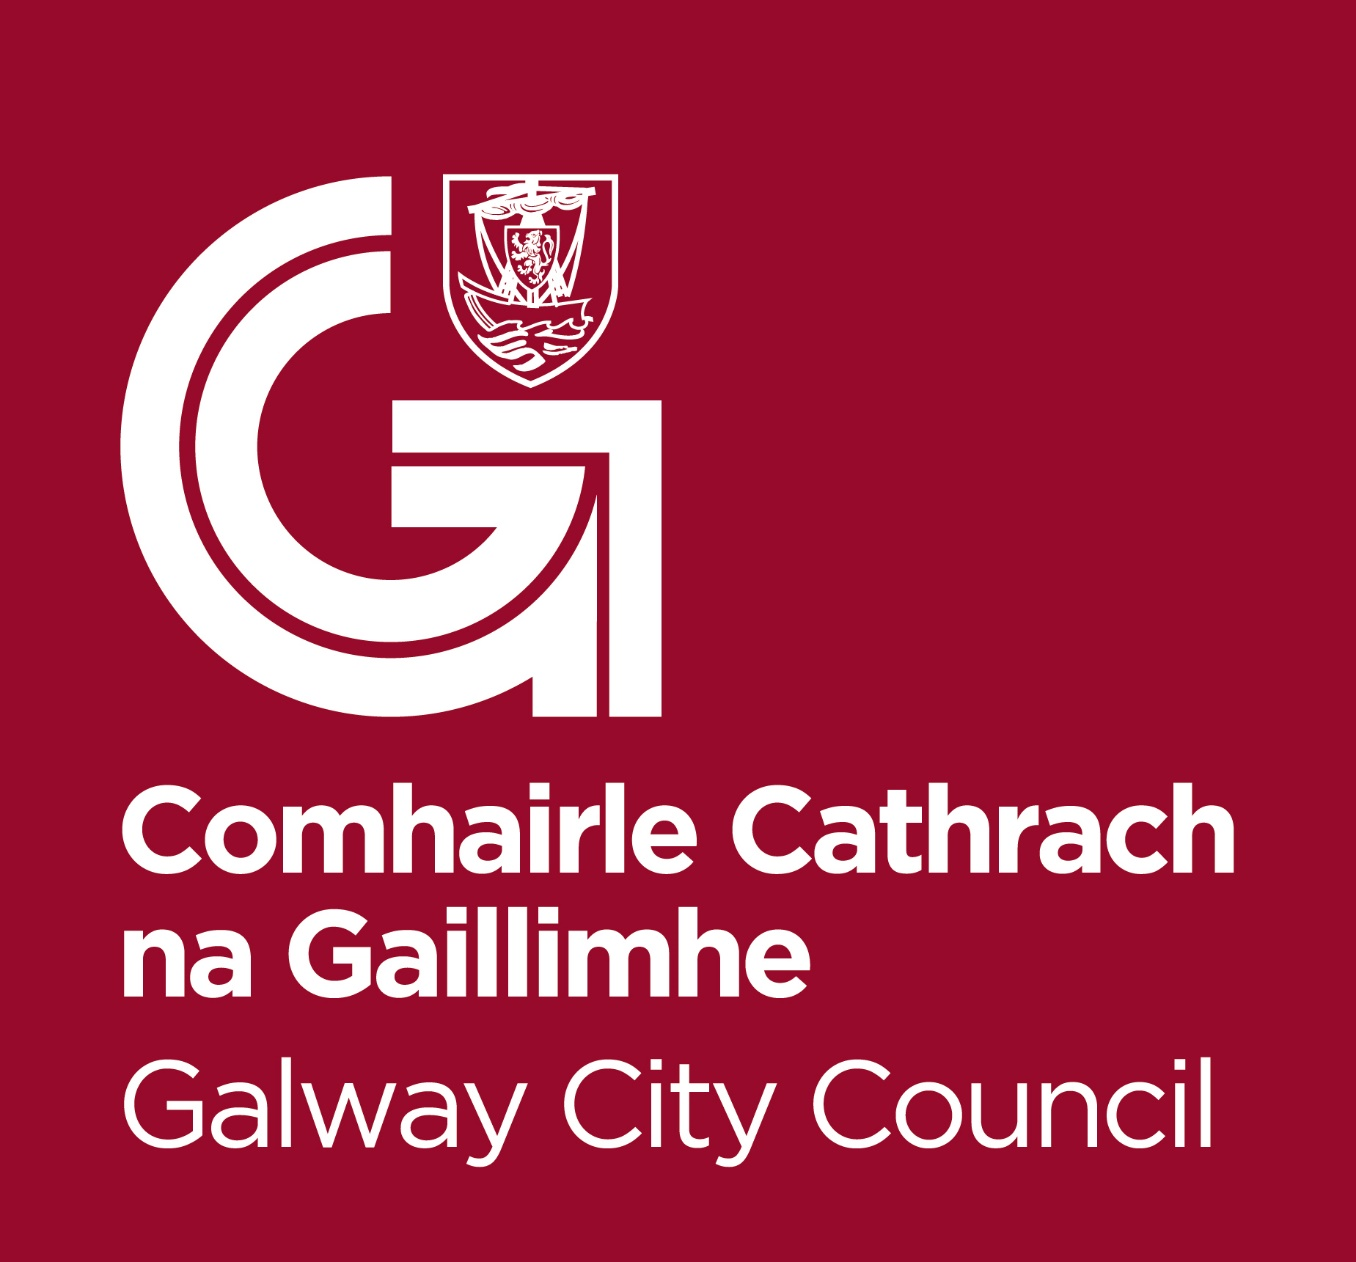 Comhairle Cathrach
na Gaillimhe
Galway City Council